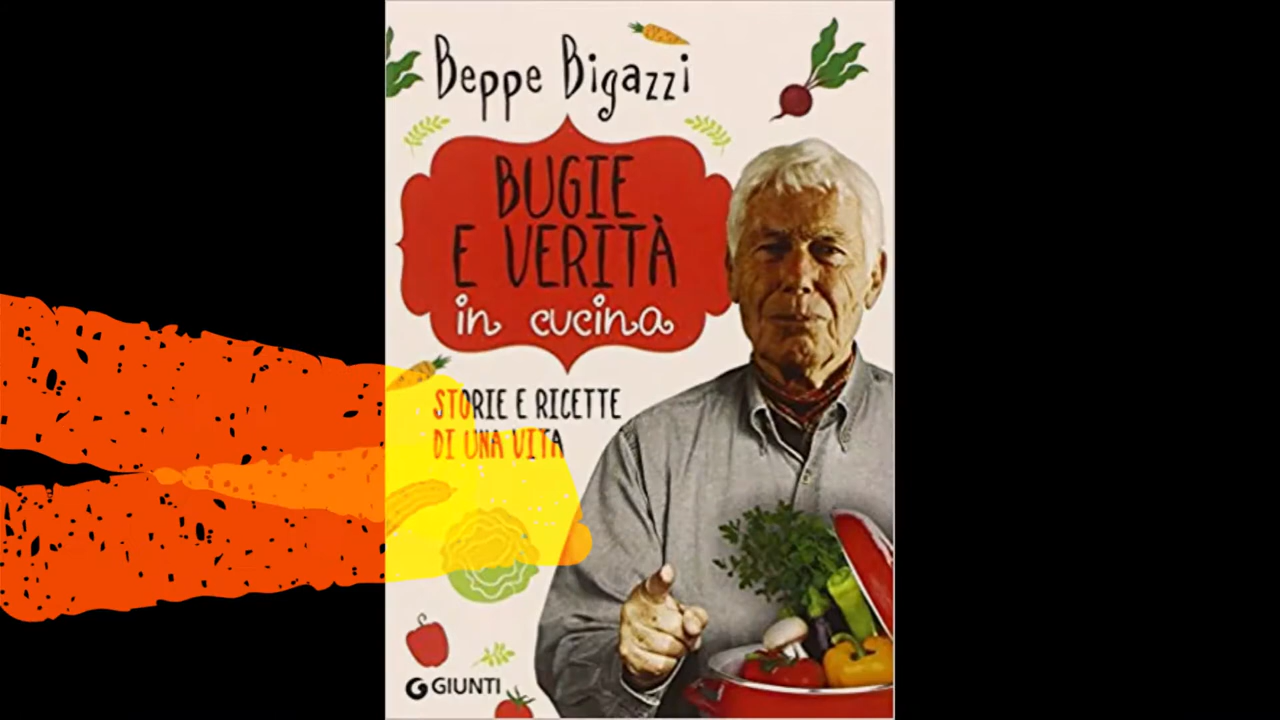 Beppe Bigazzi
BUGIE
E VERITÀ
in cucina
STORIE E RICETTE
DI UNA VITA
GIUNTI